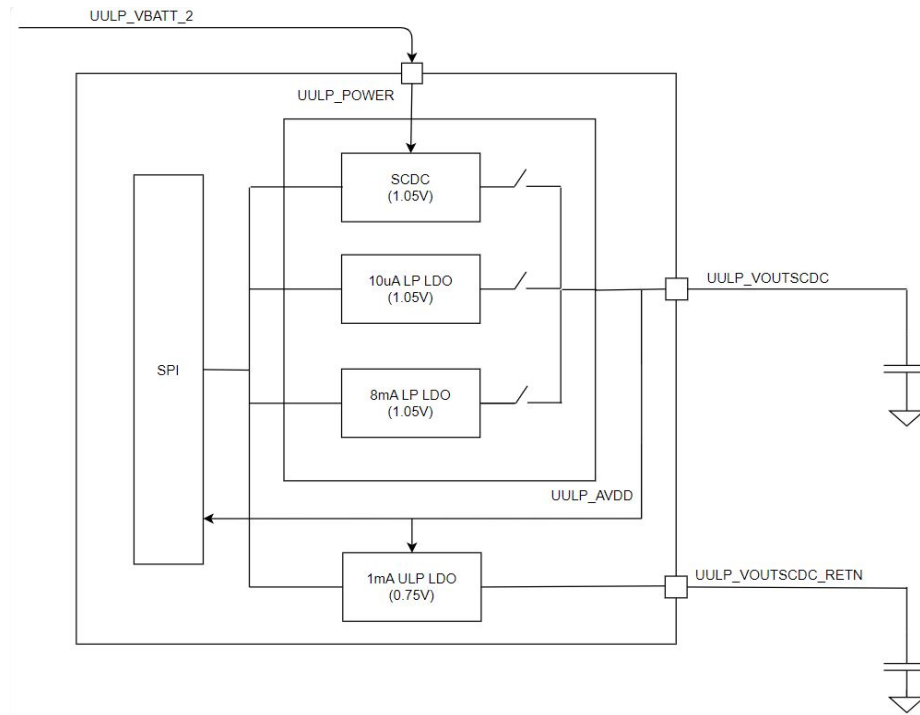 UULP_VBATT_2
UULP_POWER
SCDC
(1.05V)
10uA LP LDO
(1.05V)
UULP_VOUTSCDC
SPI
8mA LP LDO
(1.05V)
UULP_AVDD
1mA ULP LDO
(0.75V)
UULP_VOUTSCDC_RETN